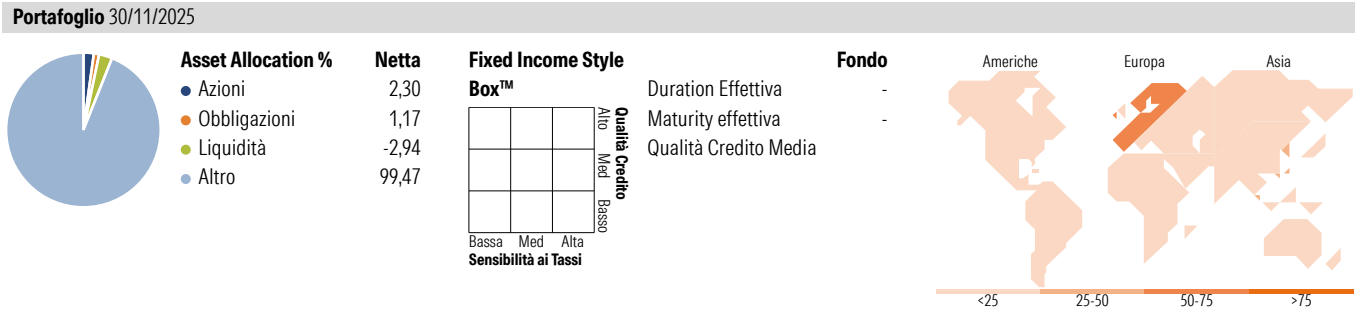 Portafoglio 30/11/2025
Asset Allocation % Netta
Azioni 2,30
Obbligazioni 1,17
Liquidità -2,94
Altro 99,47
Fixed Income Style
Box™
Alto
Med
Basso
Qualità Credito
Bassa Med Alta
Sensibilità ai Tassi
Fondo
Duration Effettiva -
Maturity effettiva -
Qualità Credito Media
Americhe Europa Asia
<25 25-50 50-75 >75